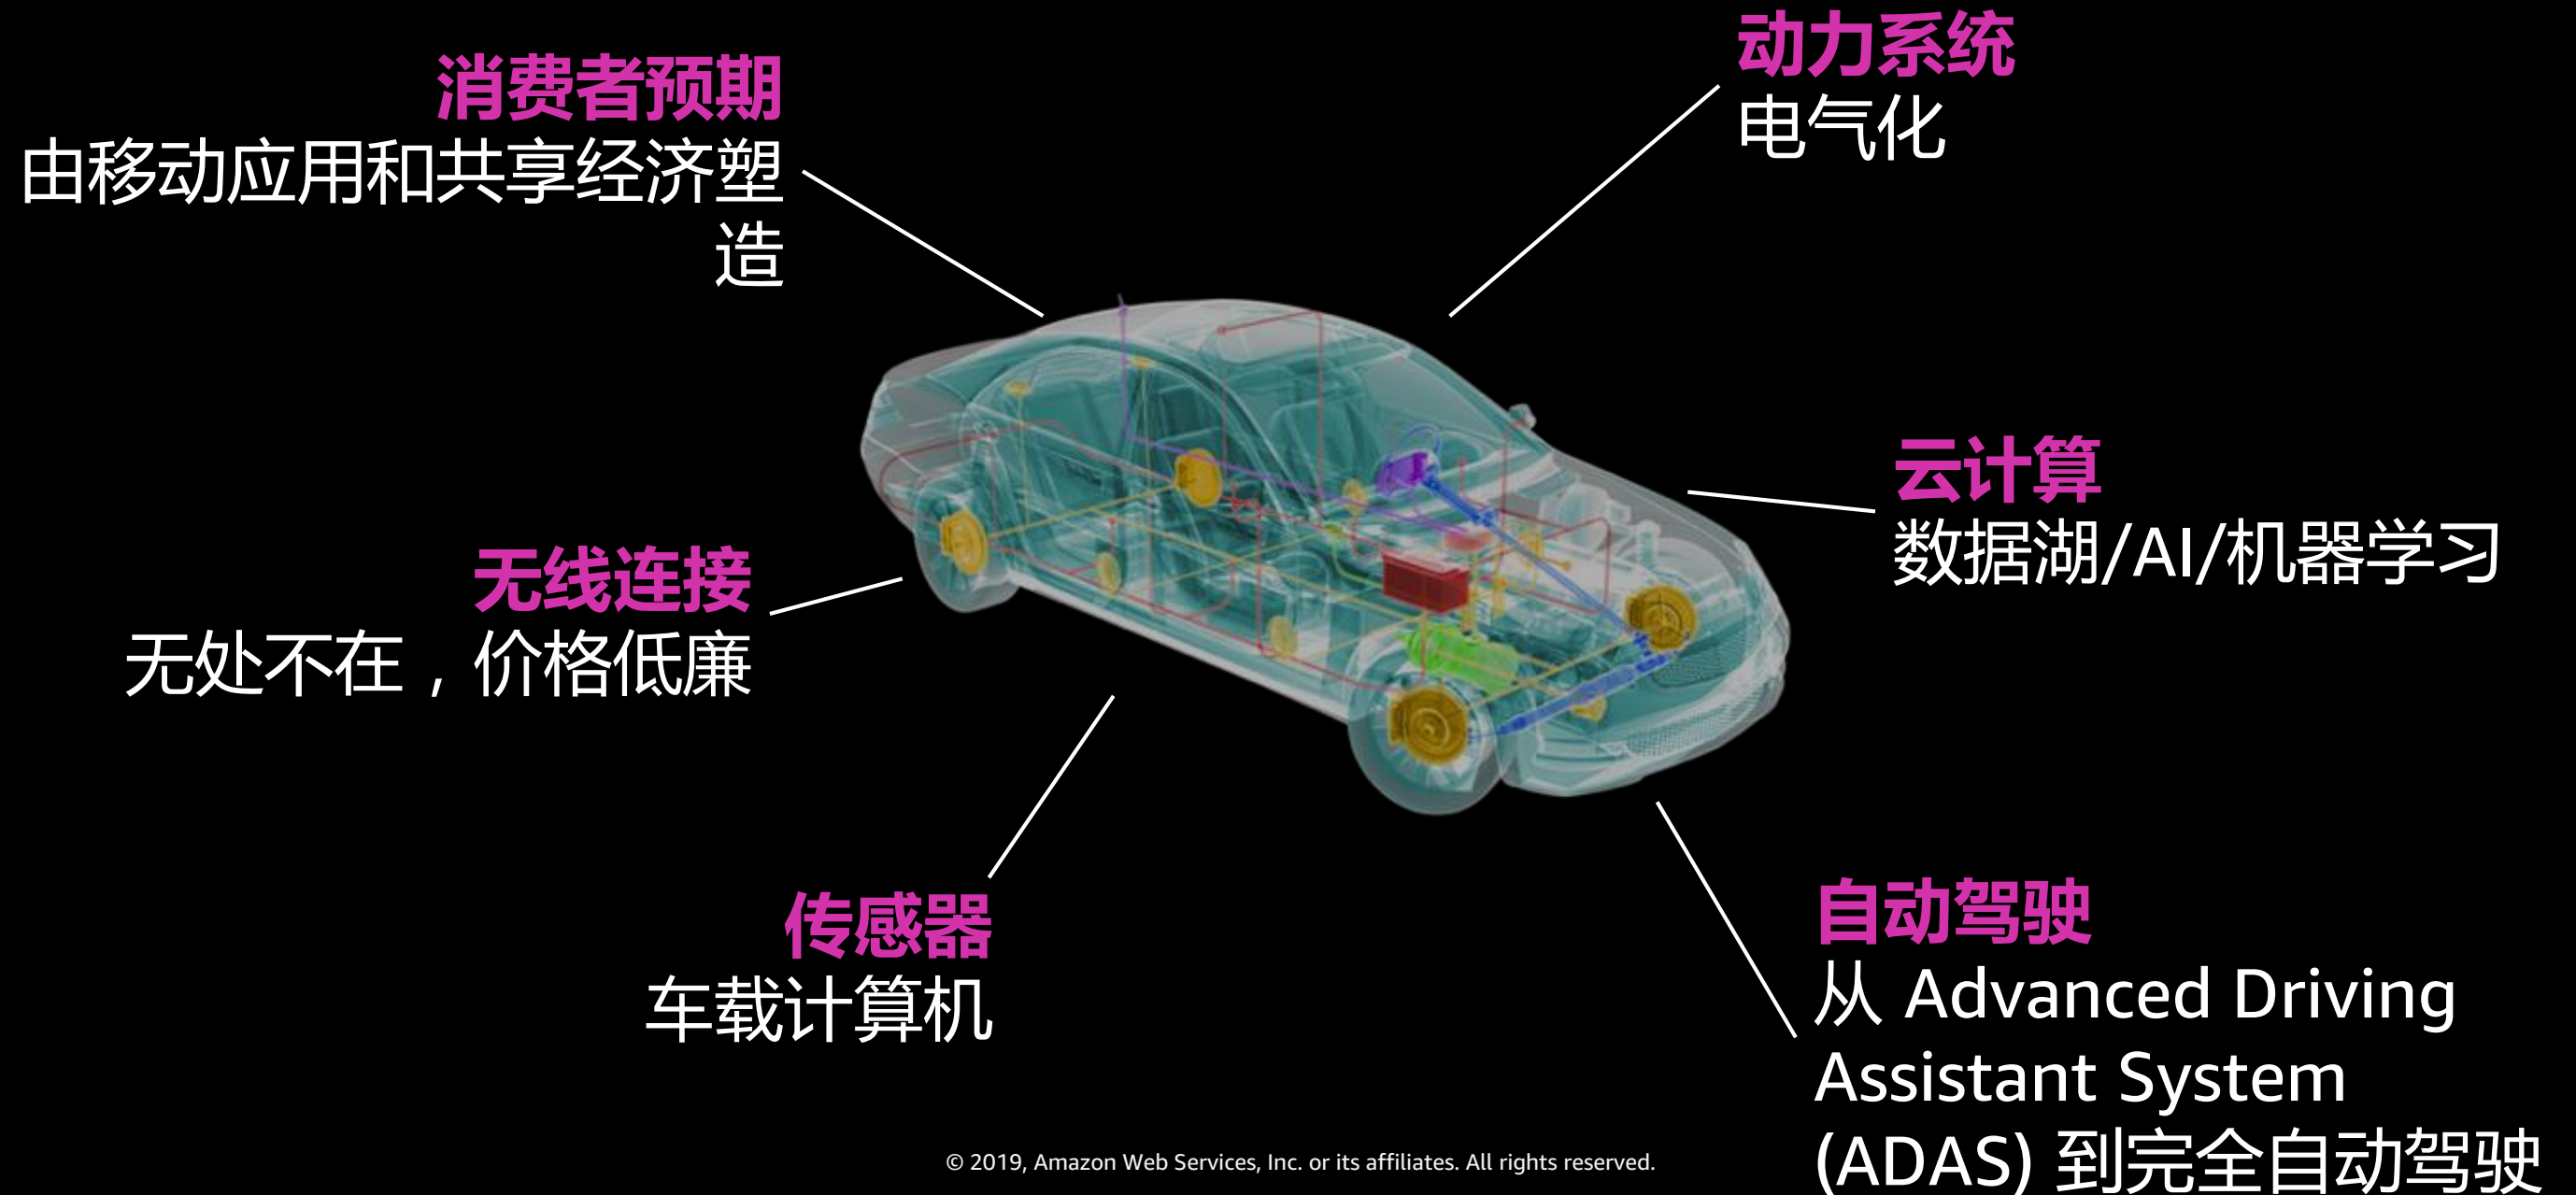 消费者预期
由移动应用和共享经济塑
造
动力系统
电气化
云计算
数据湖/AI/机器学习
无线连接
无处不在，价格低廉
传感器
车载计算机
自动驾驶
从 Advanced Driving
Assistant System
(ADAS) 到完全自动驾驶
© 2019, Amazon Web Services, Inc. or its affiliates. All rights reserved.